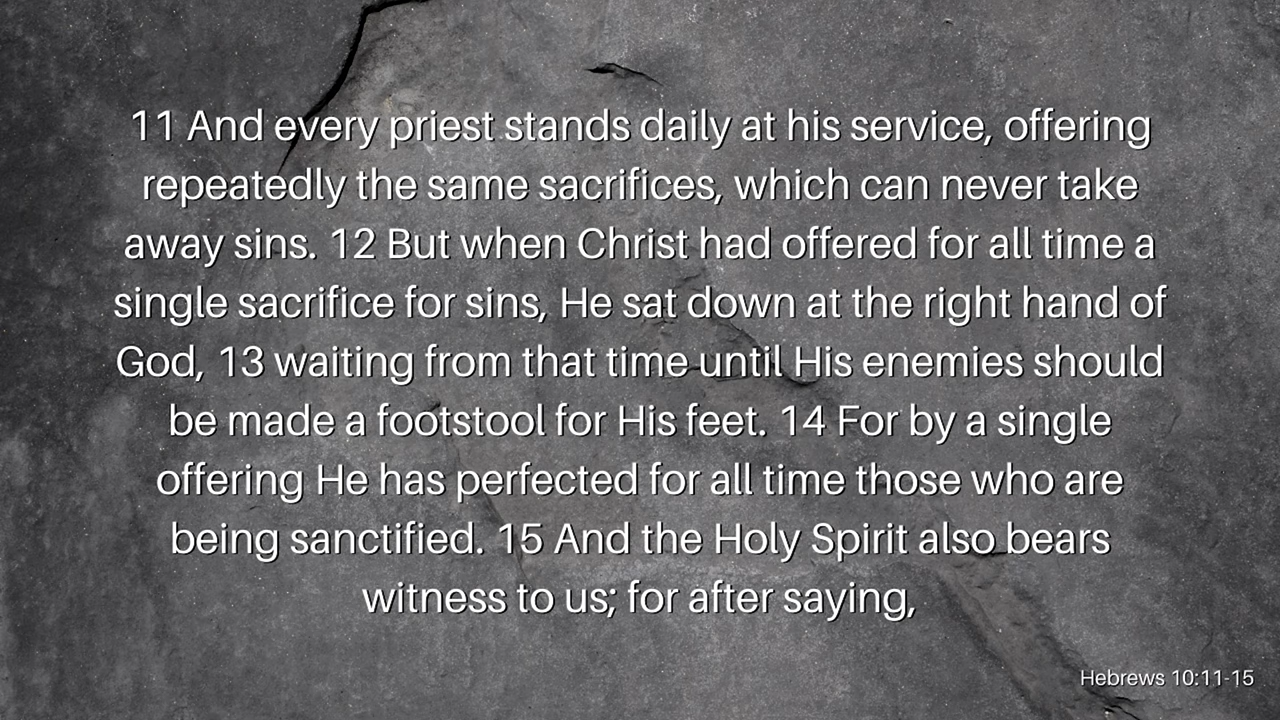 11 And every priest stands daily at his service, offering
repeatedly the same sacrifices, which can never take
away sins. 12 But when Christ had offered for all time a
single sacrifice for sins, He sat down at the right hand of
God, 13 waiting from that time until His enemies should
be made a footstool for His feet. 14 For by a single
offering He has perfected for all time those who are
being sanctified. 15 And the Holy Spirit also bears
witness to us; for after saying,
Hebrews 10:11-15